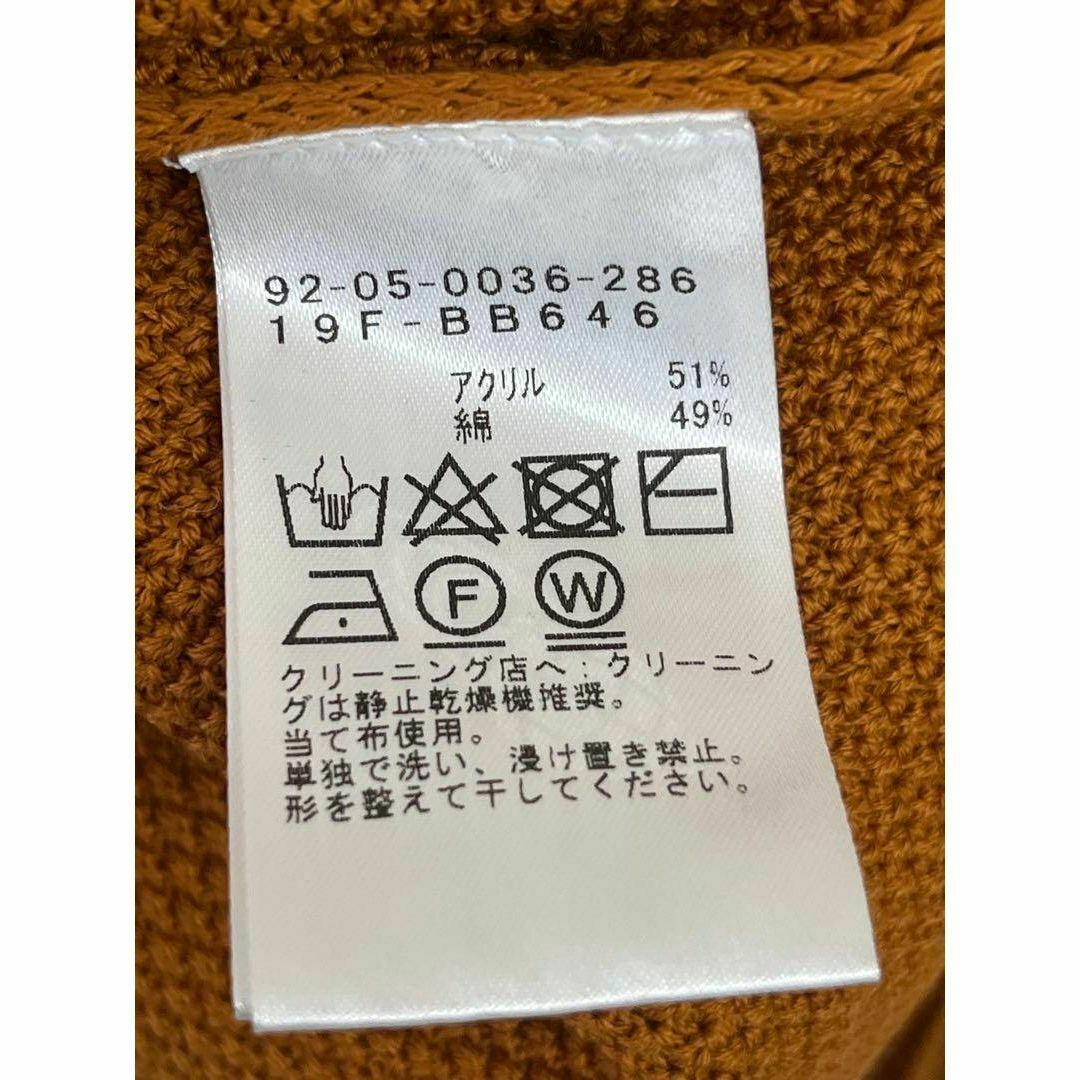 92-05-0036-286
19F-BB646
アクリル 51%
綿 49%
F W
クリーニング店へ:クリーニン
グは静止乾燥機推奨。
当て布使用。
単独で洗い、浸け置き禁止。
形を整えて干してください。